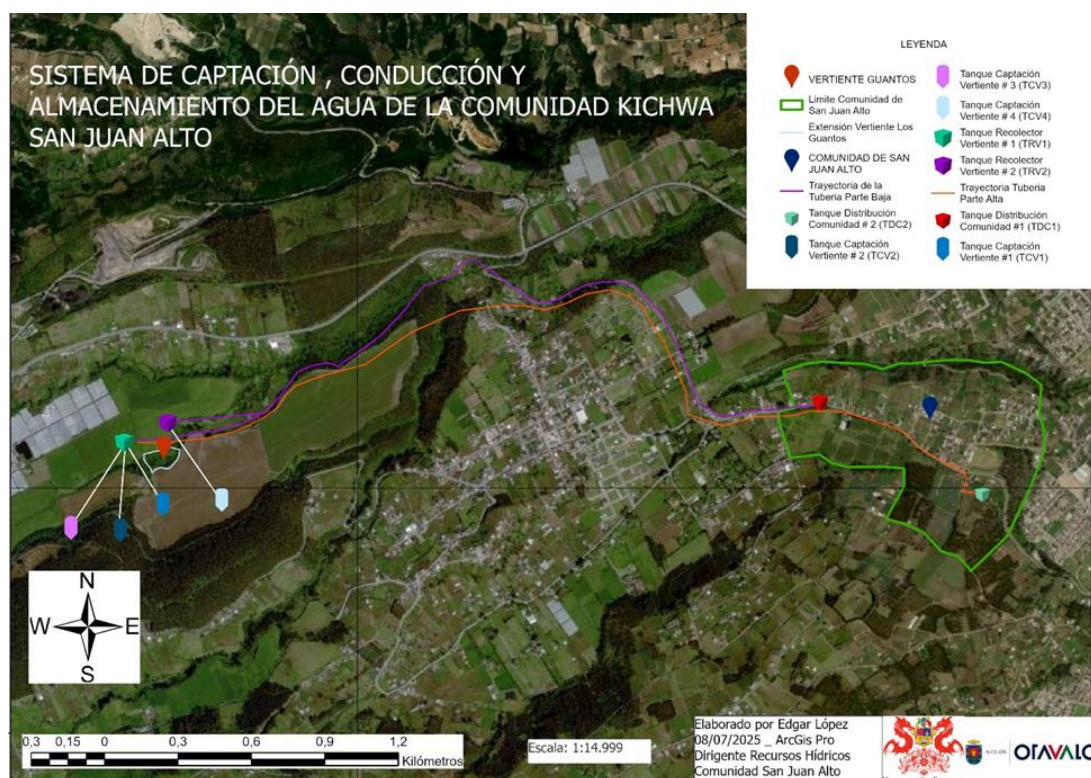 SISTEMA DE CAPTACIÓN , CONDUCCIÓN Y
ALMACENAMIENTO DEL AGUA DE LA COMUNIDAD KICHWA
SAN JUAN ALTO
LEYENDA
VERTIENTE GUANTOS
Limite Comunidad de
San Juan Alto
Extensión Vertiente Los
Guantos
COMUNIDAD DE SAN
JUAN ALTO
Trayectoria de la
Tuberia Parte Baja
Tanque Distribución
Comunidad # 2 (TDC2)
Tanque Captación
Vertiente # 2 (TCV2)
Tanque Captación
Vertiente # 3 (TCV3)
Tanque Captación
Vertiente # 4 (TCV4)
Tanque Recolector
Vertiente # 1 (TRV1)
Tanque Recolector
Vertiente # 2 (TRV2)
Trayectoria Tuberia
Parte Alta
Tanque Distribución
Comunidad #1 (TDC1)
Tanque Captación
Vertiente #1 (TCV1)
N
W E
S
0,3 0,15 0 0,3 0,6 0,9 1,2
Kilómetros
Escala: 1:14.999
Elaborado por Edgar López
08/07/2025 _ ArcGis Pro
Dirigente Recursos Hídricos
Comunidad San Juan Alto
OTAVALO